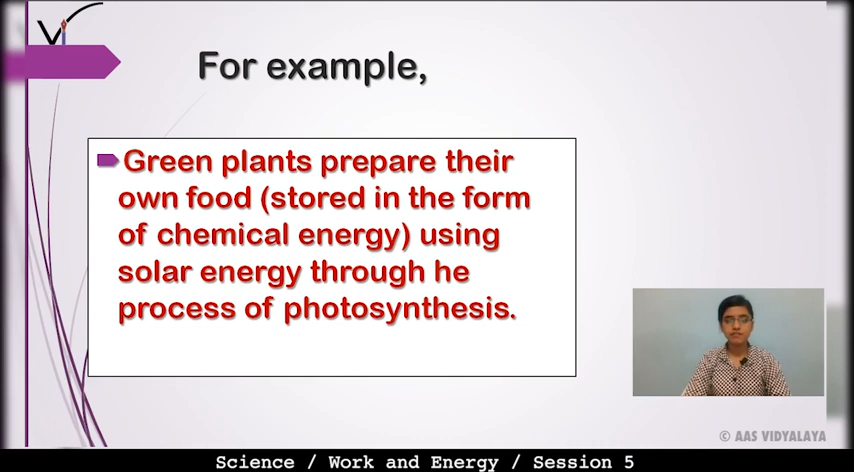 For example,
Green plants prepare their
own food (stored in the form
of chemical energy) using
solar energy through he
process of photosynthesis.
© AAS VIDYALAYA
Science / Work and Energy / Session 5